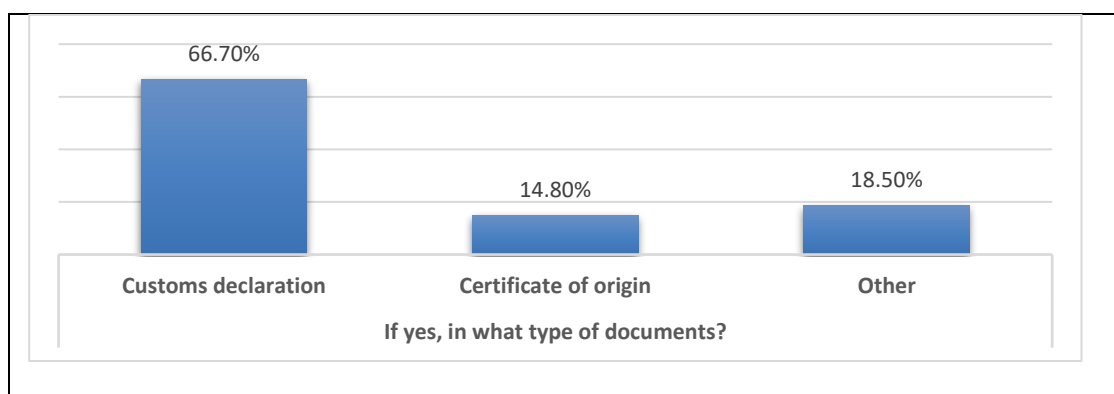 66.70%
14.80%
18.50%
Customs declaration
Certificate of origin
Other
If yes, in what type of documents?